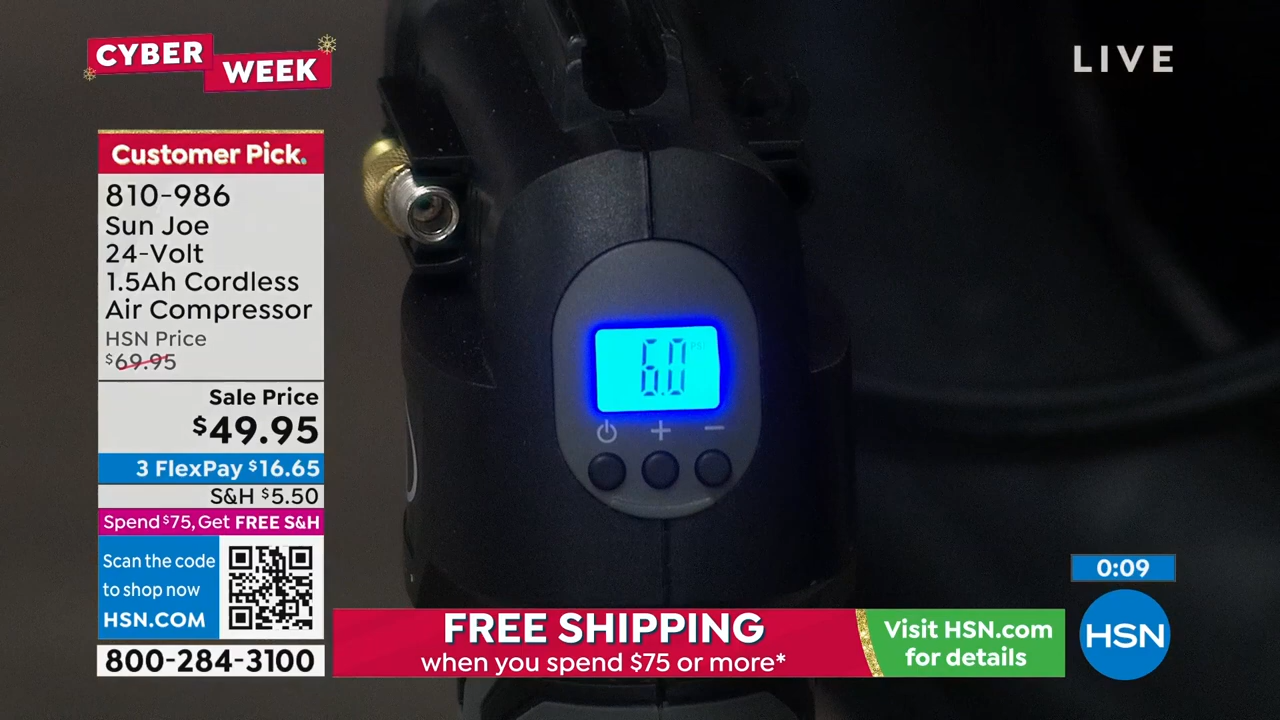 CYBER
WEEK
LIVE
Customer Pick.
810-986
Sun Joe
24-Volt
1.5Ah Cordless
Air Compressor
HSN Price
$69.95
Sale Price
$49.95
3 FlexPay $16.65
S&H $5.50
Spend $75, Get FREE S&H
Scan the code
to shop now
HSN.COM
800-284-3100
6.0 PSI
+ −
FREE SHIPPING
when you spend $75 or more*
Visit HSN.com
for details
0:09
HSN